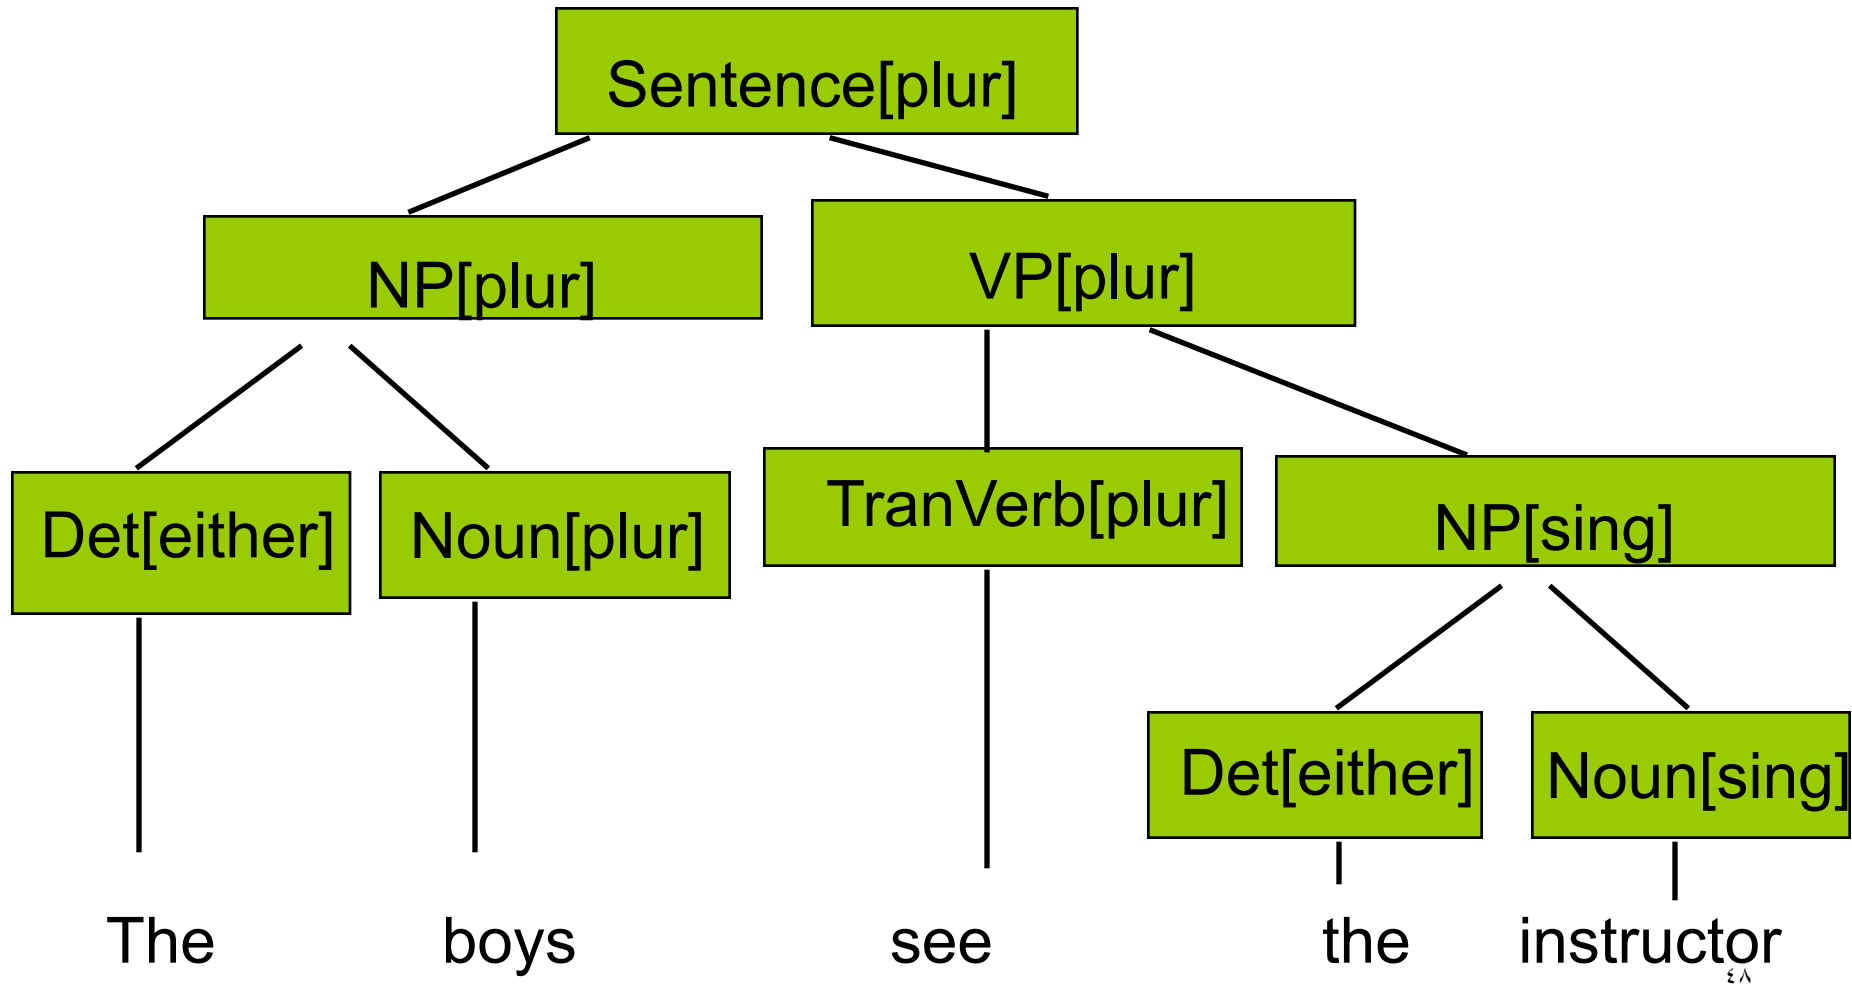 Sentence[plur]
NP[plur]
VP[plur]
Det[either]
Noun[plur]
TranVerb[plur]
NP[sing]
Det[either]
Noun[sing]
The boys see the instructor
٤٨